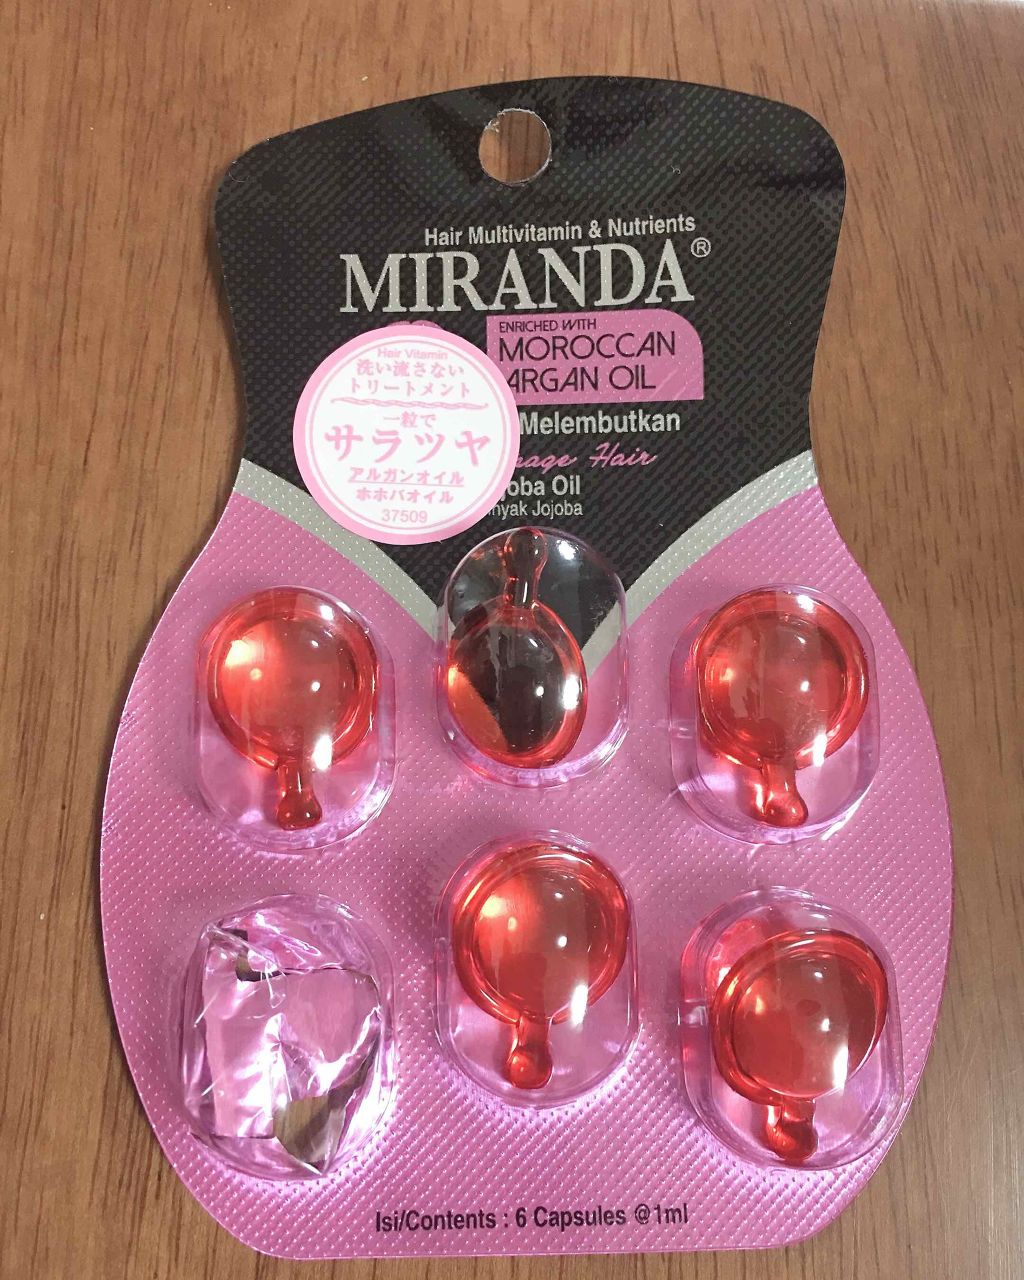 Hair Multivitamin & Nutrients
MIRANDA®
ENRICHED WITH
MOROCCAN
ARGAN OIL
Melembutkan
Hair
Oil
Jojoba
Hair Vitamin
洗い流さない
トリートメント
一粒で
サラツヤ
アルガンオイル
ホホバオイル
37509
Isi/Contents : 6 Capsules @1ml